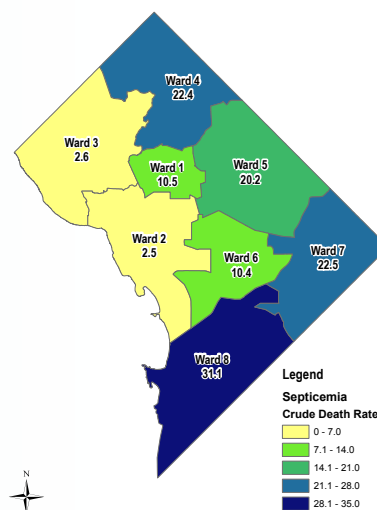 Ward 4
22.4
Ward 3
2.6
Ward 1
10.5
Ward 5
20.2
Ward 2
2.5
Ward 6
10.4
Ward 7
22.5
Ward 8
31.1
Legend
Septicemia
Crude Death Rate
0 - 7.0
7.1 - 14.0
14.1 - 21.0
21.1 - 28.0
28.1 - 35.0
N